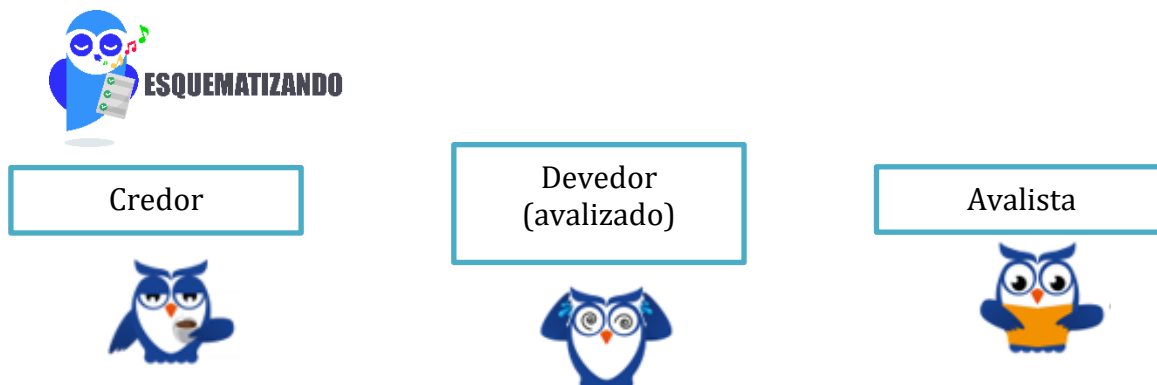 ESQUEMATIZANDO
Credor
Devedor
(avalizado)
Avalista